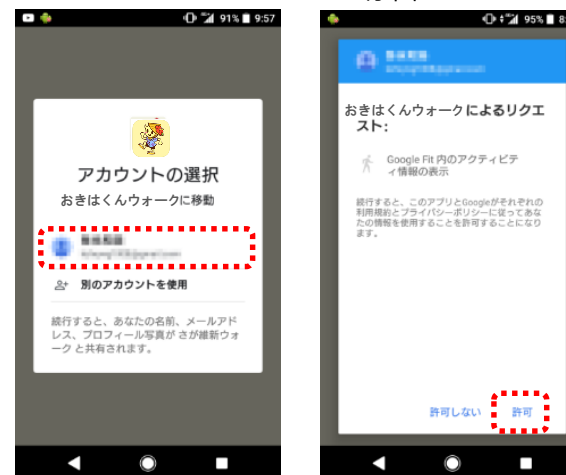 91% 9:57
アカウントの選択
おきはくんウォークに移動
別のアカウントを使用
続行すると、あなたの名前、メールアド
レス、プロフィール写真が さが維新ウォ
ーク と共有されます。
95%
おきはくんウォークによるリクエ
スト:
Google Fit 内のアクティビテ
ィ情報の表示
続行すると、このアプリとGoogleがそれぞれの
利用規約とプライバシーポリシーに従ってあな
たの情報を使用することを許可することになり
ます。
許可しない 許可